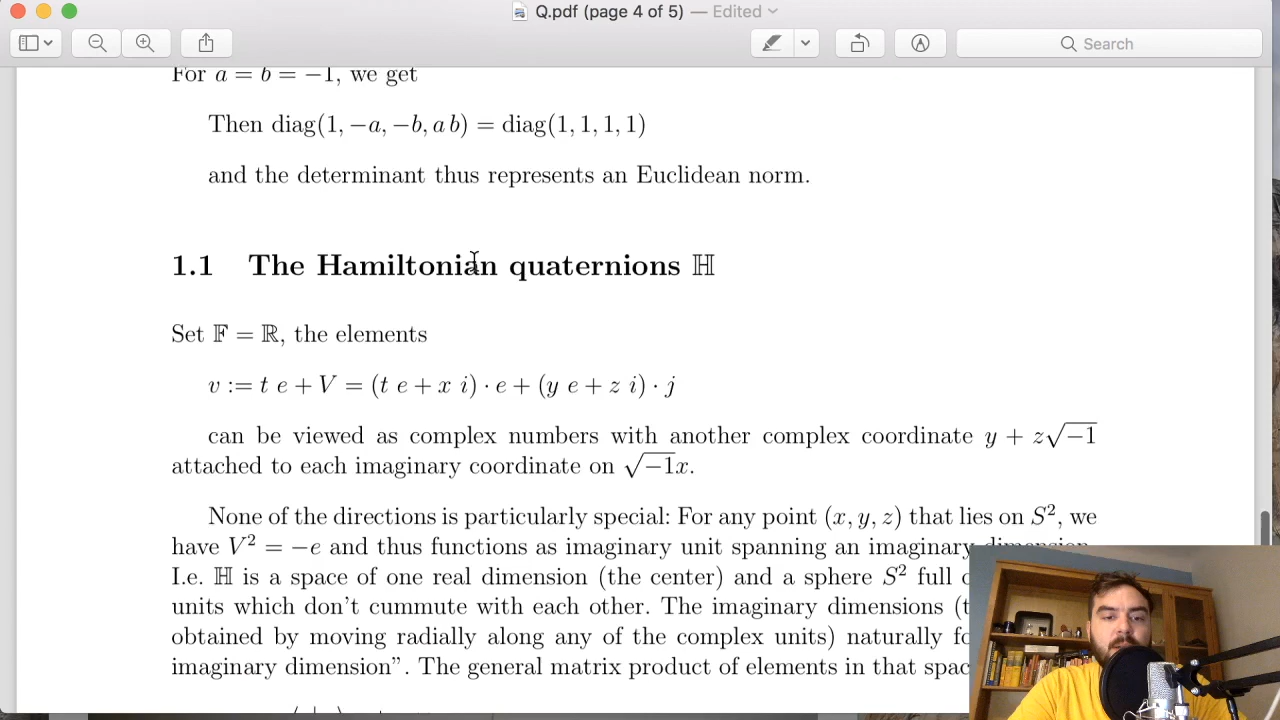 Q.pdf (page 4 of 5) — Edited
Search
For a = b = −1, we get
Then diag(1, −a, −b, a b) = diag(1, 1, 1, 1)
and the determinant thus represents an Euclidean norm.
1.1 The Hamiltonian quaternions ℍ
Set 𝔽 = ℝ, the elements
v := t e + V = (t e + x i) · e + (y e + z i) · j
can be viewed as complex numbers with another complex coordinate y + z√−1
attached to each imaginary coordinate on √−1x.
None of the directions is particularly special: For any point (x, y, z) that lies on S², we
have V² = −e and thus functions as imaginary unit spanning an imaginary dimension.
I.e. ℍ is a space of one real dimension (the center) and a sphere S² full
units which don't cummute with each other. The imaginary dimensions
obtained by moving radially along any of the complex units) naturally
imaginary dimension”. The general matrix product of elements in that